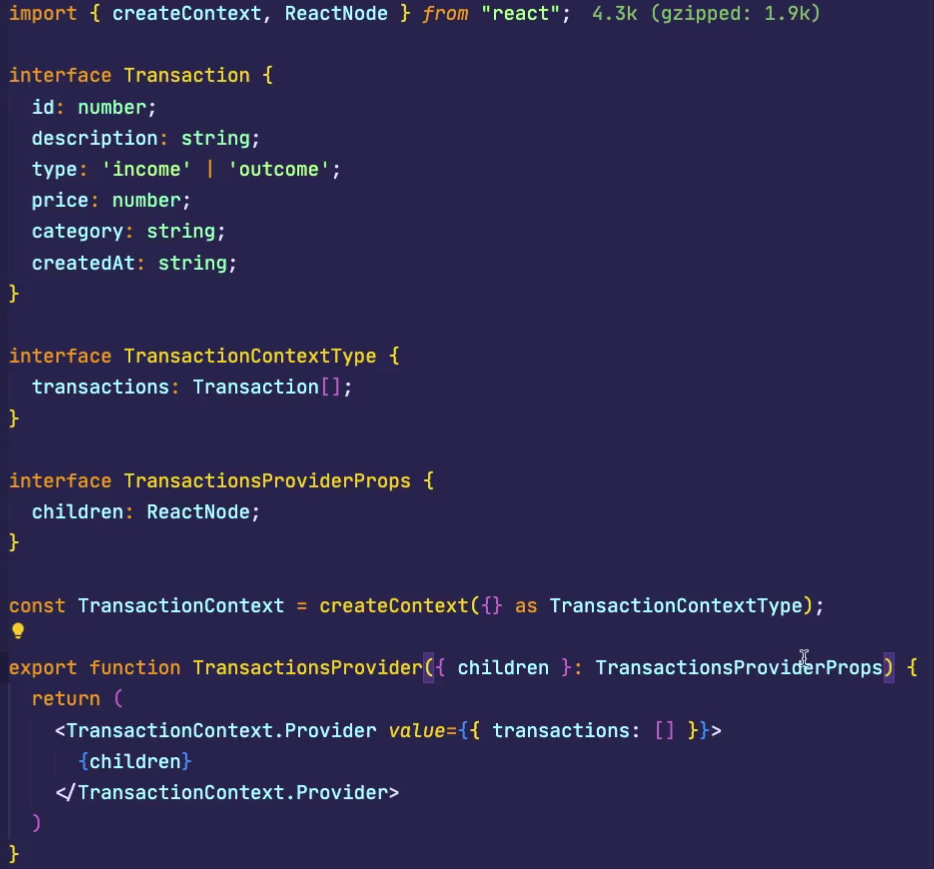 import { createContext, ReactNode } from "react"; 4.3k (gzipped: 1.9k)
interface Transaction {
id: number;
description: string;
type: 'income' | 'outcome';
price: number;
category: string;
createdAt: string;
}
interface TransactionContextType {
transactions: Transaction[];
}
interface TransactionsProviderProps {
children: ReactNode;
}
const TransactionContext = createContext({} as TransactionContextType);
export function TransactionsProvider({ children }: TransactionsProviderProps) {
return (
<TransactionContext.Provider value={{ transactions: [] }}>
{children}
</TransactionContext.Provider>
)
}